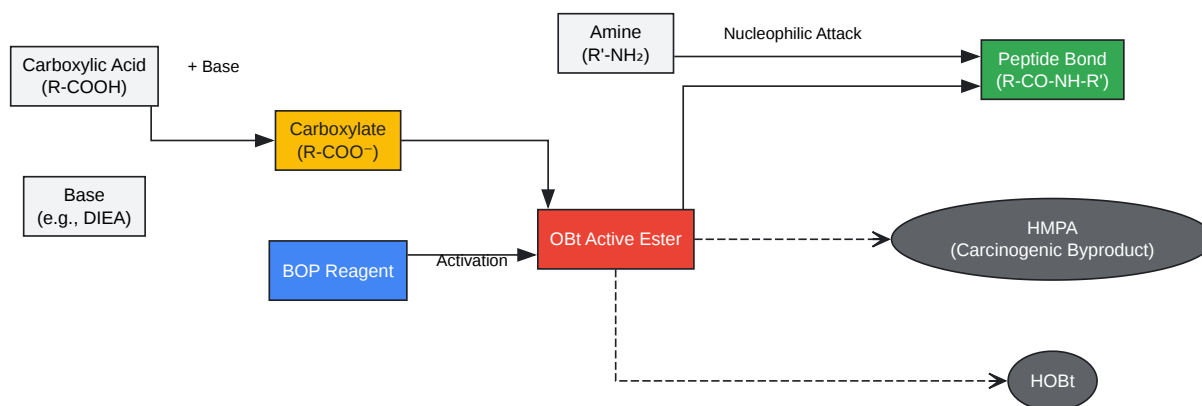 Amine
(R'-NH₂)
Nucleophilic Attack
Carboxylic Acid
(R-COOH)
+ Base
Peptide Bond
(R-CO-NH-R')
Carboxylate
(R-COO⁻)
Base
(e.g., DIEA)
OBt Active Ester
HMPA
(Carcinogenic Byproduct)
BOP Reagent
Activation
HOBt